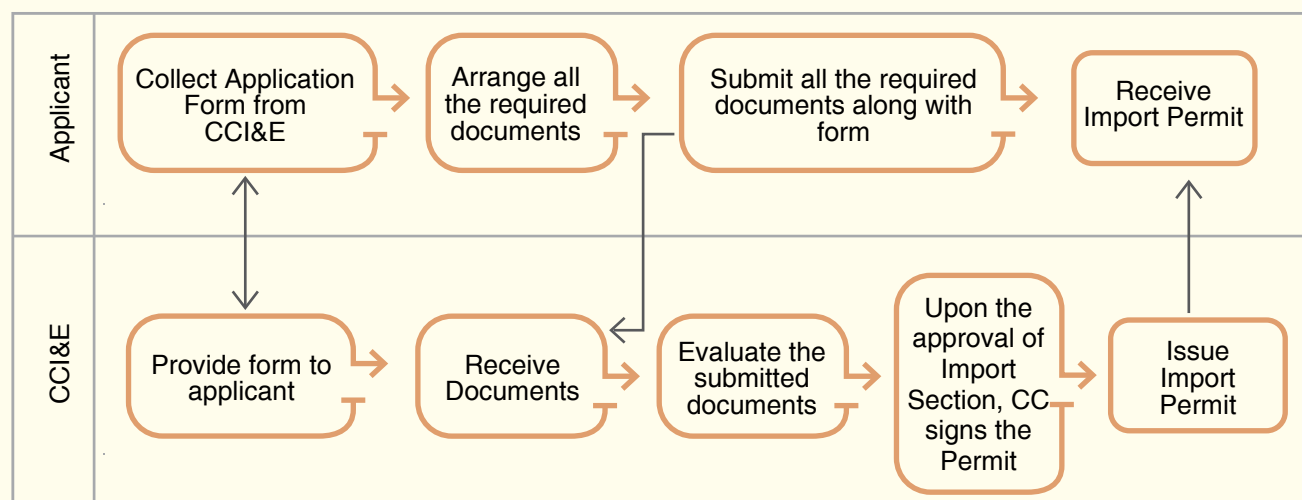 Applicant
Collect Application
Form from
CCI&E
Arrange all
the required
documents
Submit all the required
documents along with
form
Receive
Import Permit
CCI&E
Provide form to
applicant
Receive
Documents
Evaluate the
submitted
documents
Upon the
approval of
Import
Section, CC
signs the
Permit
Issue
Import
Permit